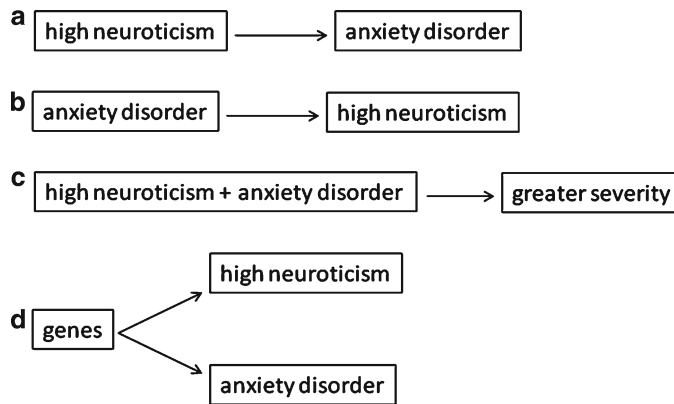 a high neuroticism anxiety disorder
b anxiety disorder high neuroticism
c high neuroticism + anxiety disorder greater severity
high neuroticism
d genes
anxiety disorder